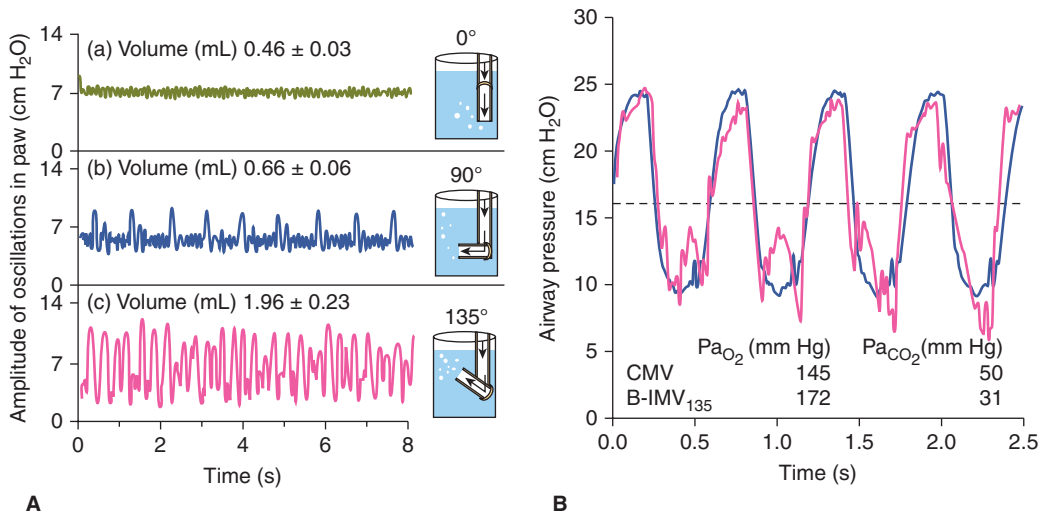 Amplitude of oscillations in paw (cm H₂O)
14
7
0
(a) Volume (mL) 0.46 ± 0.03
0°
14
7
0
(b) Volume (mL) 0.66 ± 0.06
90°
14
7
0
(c) Volume (mL) 1.96 ± 0.23
135°
0 2 4 6 8
Time (s)
A
Airway pressure (cm H₂O)
30
25
20
15
10
5
0
Pa_O₂ (mm Hg) Pa_CO₂(mm Hg)
CMV 145 50
B-IMV₁₃₅ 172 31
0.0 0.5 1.0 1.5 2.0 2.5
Time (s)
B